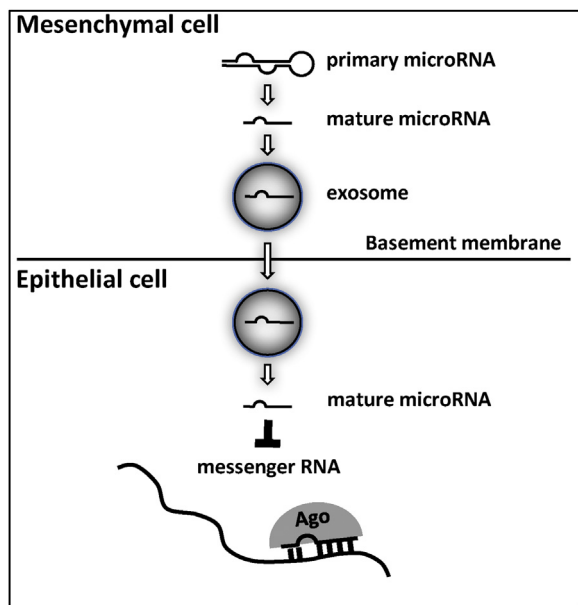 Mesenchymal cell
primary microRNA
mature microRNA
exosome
Basement membrane
Epithelial cell
mature microRNA
messenger RNA
Ago